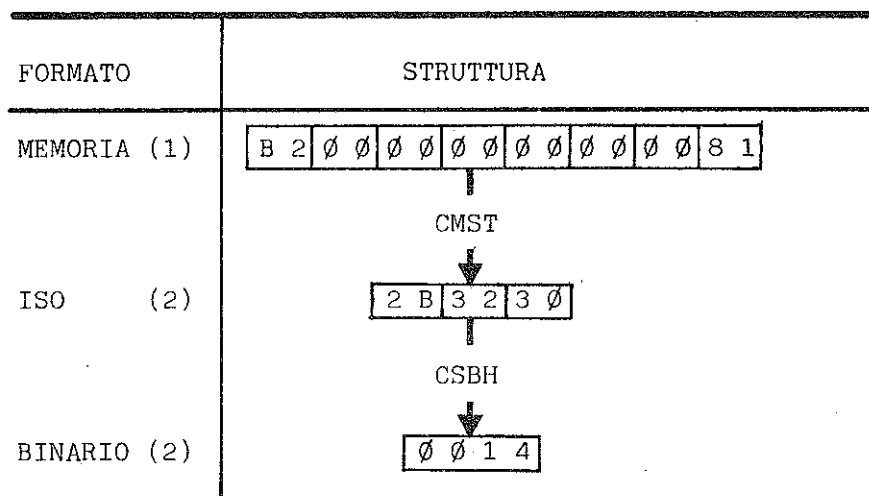 FORMATO STRUTTURA
MEMORIA (1) B 2 Ø Ø Ø Ø Ø Ø Ø Ø Ø Ø Ø Ø 8 1
CMST
ISO (2) 2 B 3 2 3 Ø
CSBH
BINARIO (2) Ø Ø 1 4